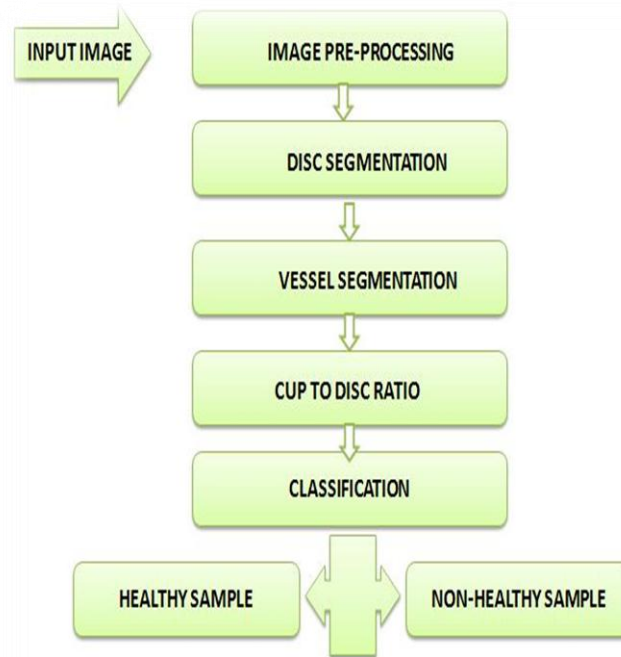 INPUT IMAGE
IMAGE PRE-PROCESSING
DISC SEGMENTATION
VESSEL SEGMENTATION
CUP TO DISC RATIO
CLASSIFICATION
HEALTHY SAMPLE
NON-HEALTHY SAMPLE